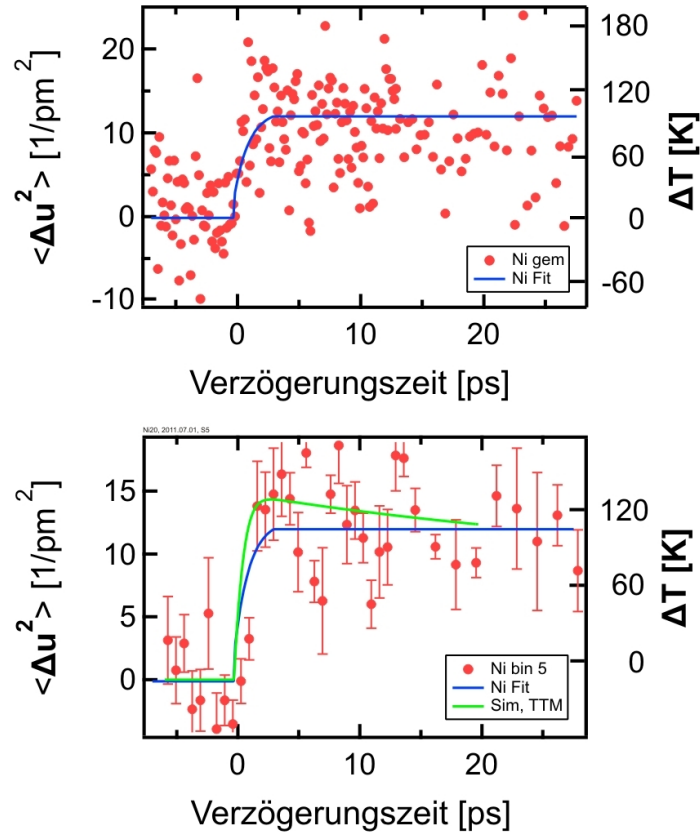 20
10
0
-10
<Δu²> [1/pm²]
180
120
60
0
-60
ΔT [K]
Ni gem
Ni Fit
0
10
20
Verzögerungszeit [ps]
Ni20, 2011.07.01, S5
15
10
5
0
<Δu²> [1/pm²]
120
60
0
ΔT [K]
Ni bin 5
Ni Fit
Sim, TTM
0
10
20
Verzögerungszeit [ps]